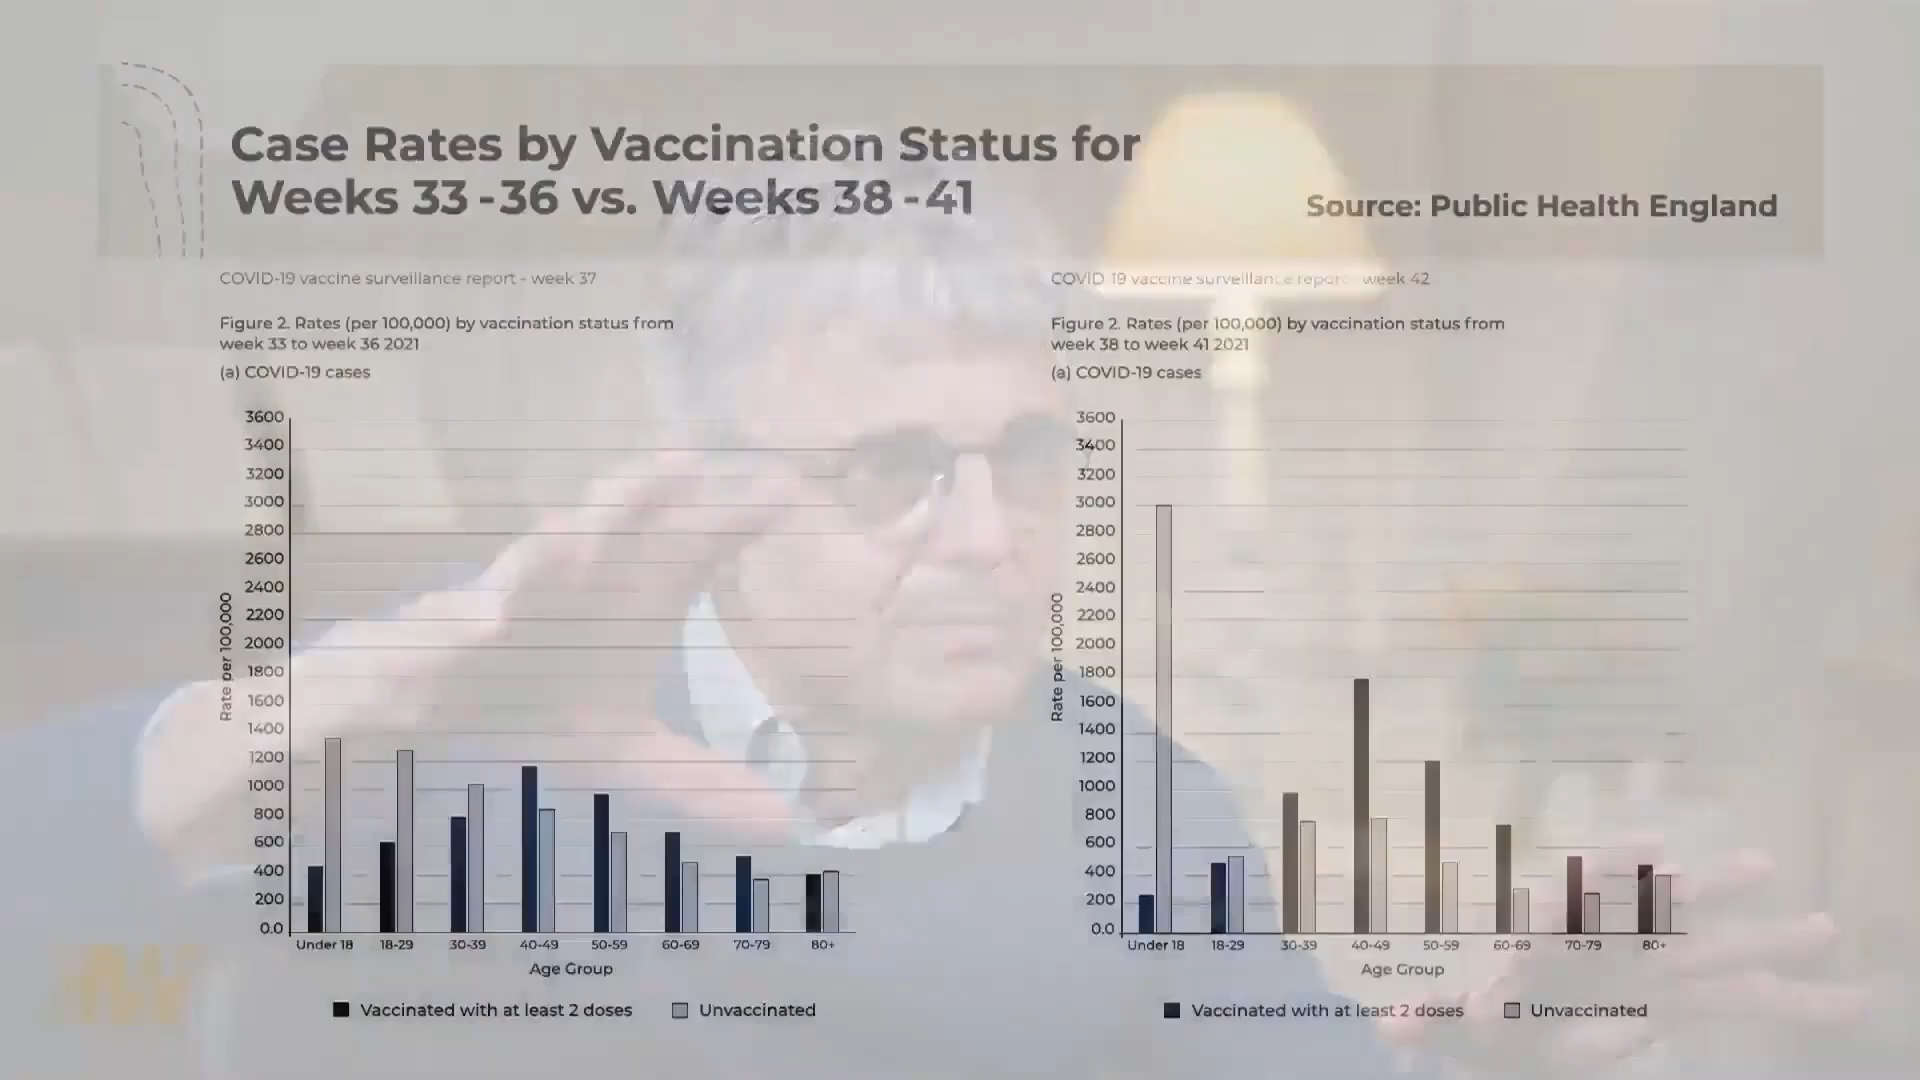 Case Rates by Vaccination Status for
Weeks 33 - 36 vs. Weeks 38 - 41
Source: Public Health England
COVID-19 vaccine surveillance report - week 37
Figure 2. Rates (per 100,000) by vaccination status from
week 33 to week 36 2021
(a) COVID-19 cases
3600
3400
3200
3000
2800
2600
2400
2200
2000
1800
1600
1400
1200
1000
800
600
400
200
0.0
Rate per 100,000
Under 18 18-29 30-39 40-49 50-59 60-69 70-79 80+
Age Group
Vaccinated with at least 2 doses Unvaccinated
COVID-19 vaccine surveillance report - week 42
Figure 2. Rates (per 100,000) by vaccination status from
week 38 to week 41 2021
(a) COVID-19 cases
3600
3400
3200
3000
2800
2600
2400
2200
2000
1800
1600
1400
1200
1000
800
600
400
200
0.0
Rate per 100,000
Under 18 18-29 30-39 40-49 50-59 60-69 70-79 80+
Age Group
Vaccinated with at least 2 doses Unvaccinated